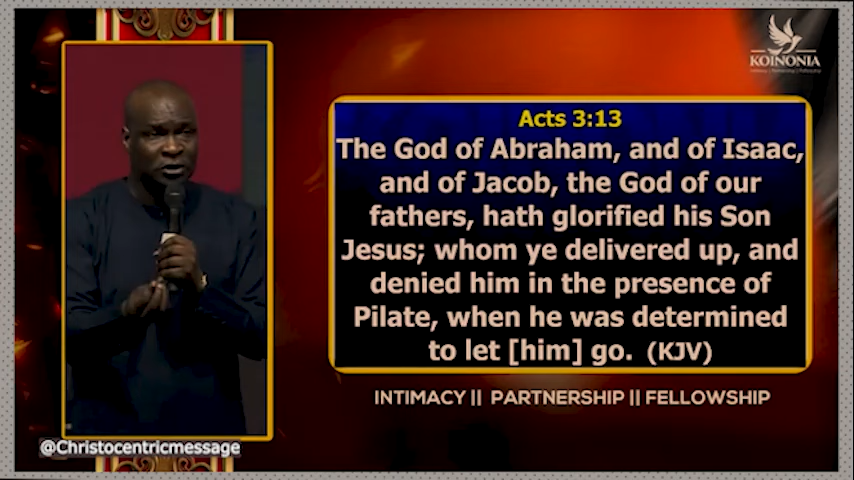 KOINONIA
Acts 3:13
The God of Abraham, and of Isaac,
and of Jacob, the God of our
fathers, hath glorified his Son
Jesus; whom ye delivered up, and
denied him in the presence of
Pilate, when he was determined
to let [him] go. (KJV)
INTIMACY || PARTNERSHIP || FELLOWSHIP
@Christocentricmessage